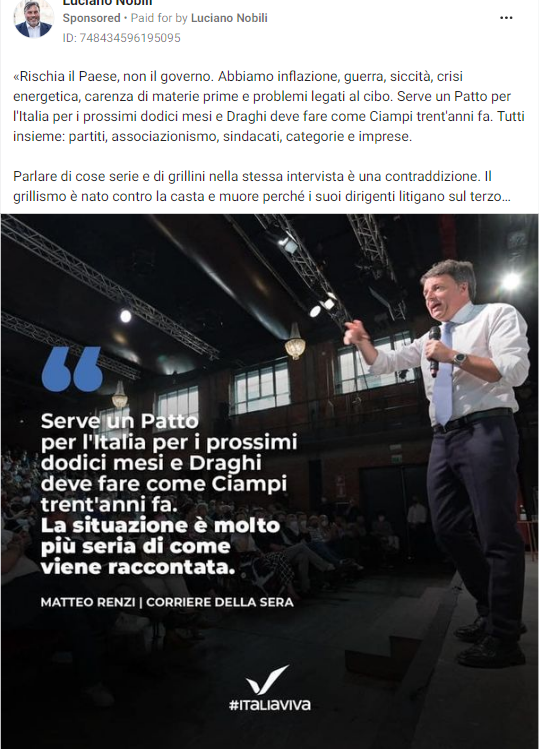 Luciano Nobili
Sponsored • Paid for by Luciano Nobili
ID: 748434596195095
«Rischia il Paese, non il governo. Abbiamo inflazione, guerra, siccità, crisi
energetica, carenza di materie prime e problemi legati al cibo. Serve un Patto per
l'Italia per i prossimi dodici mesi e Draghi deve fare come Ciampi trent'anni fa. Tutti
insieme: partiti, associazionismo, sindacati, categorie e imprese.
Parlare di cose serie e di grillini nella stessa intervista è una contraddizione. Il
grillismo è nato contro la casta e muore perché i suoi dirigenti litigano sul terzo...
Serve un Patto
per l'Italia per i prossimi
dodici mesi e Draghi
deve fare come Ciampi
trent'anni fa.
La situazione è molto
più seria di come
viene raccontata.
MATTEO RENZI | CORRIERE DELLA SERA
#ITALIAVIVA